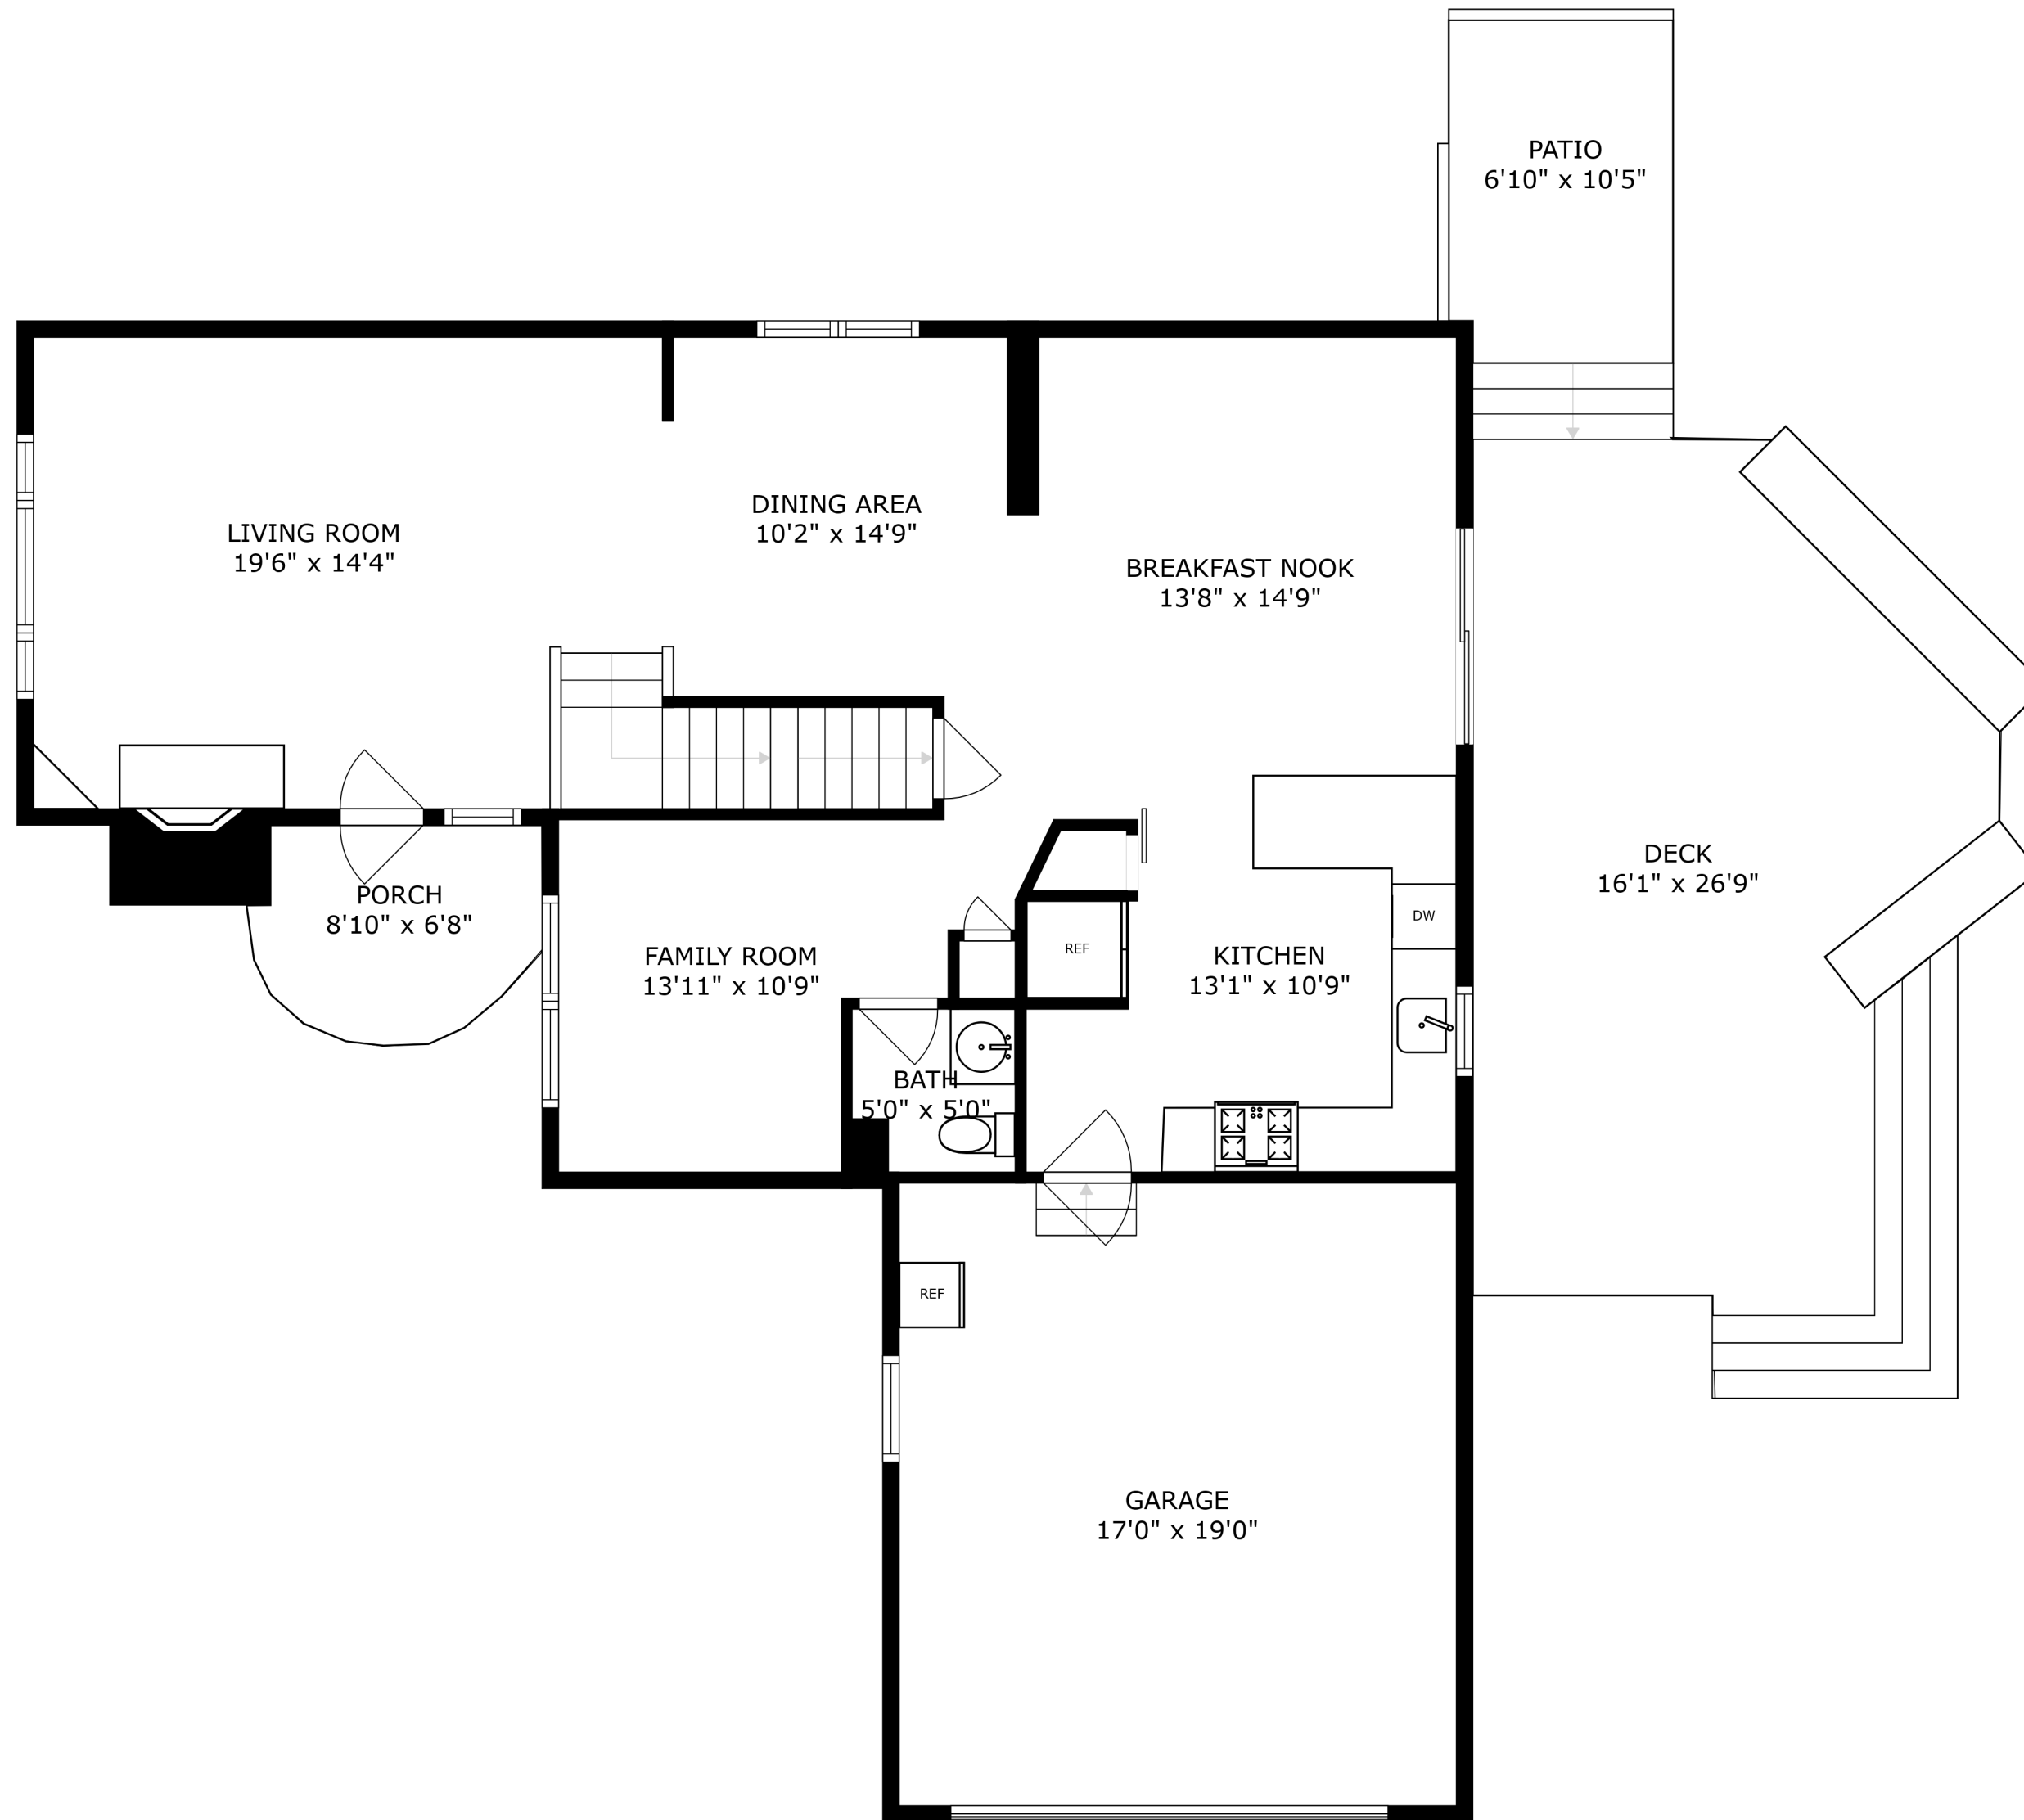 PATIO
6'10" x 10'5"
LIVING ROOM
19'6" x 14'4"
DINING AREA
10'2" x 14'9"
BREAKFAST NOOK
13'8" x 14'9"
DECK
16'1" x 26'9"
PORCH
8'10" x 6'8"
FAMILY ROOM
13'11" x 10'9"
REF
KITCHEN
13'1" x 10'9"
DW
BATH
5'0" x 5'0"
REF
GARAGE
17'0" x 19'0"